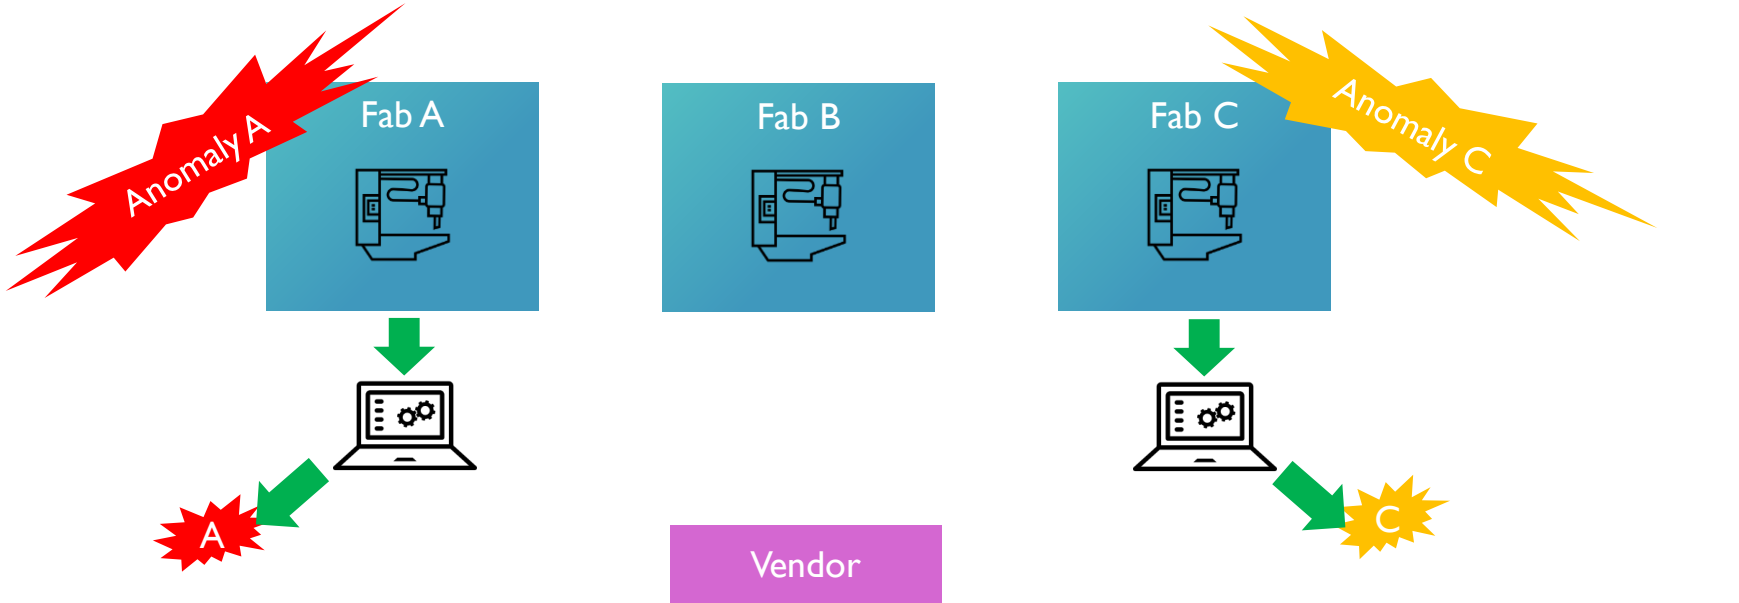 Anomaly A
Fab A
Fab B
Fab C
Anomaly C
A
C
Vendor